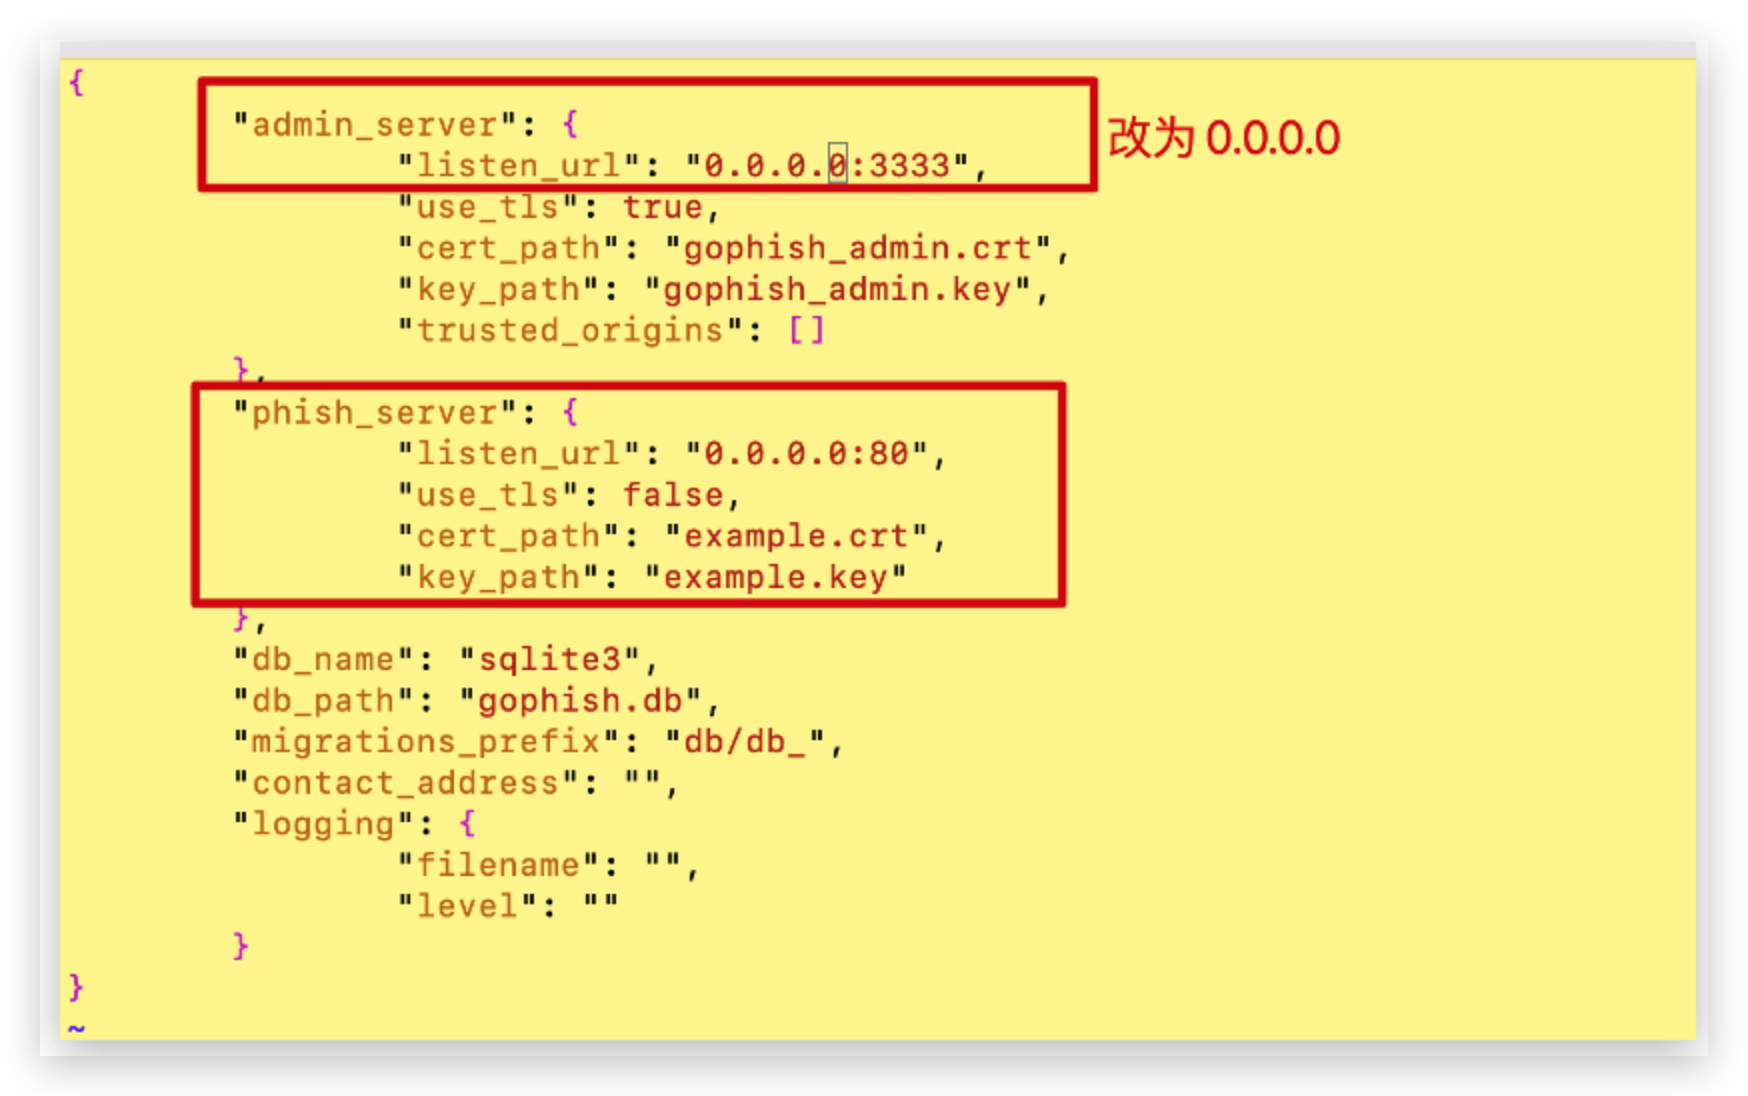 {
"admin_server": {
改为 0.0.0.0
"listen_url": "0.0.0.0:3333",
"use_tls": true,
"cert_path": "gophish_admin.crt",
"key_path": "gophish_admin.key",
"trusted_origins": []
},
"phish_server": {
"listen_url": "0.0.0.0:80",
"use_tls": false,
"cert_path": "example.crt",
"key_path": "example.key"
},
"db_name": "sqlite3",
"db_path": "gophish.db",
"migrations_prefix": "db/db_",
"contact_address": "",
"logging": {
"filename": "",
"level": ""
}
}
~